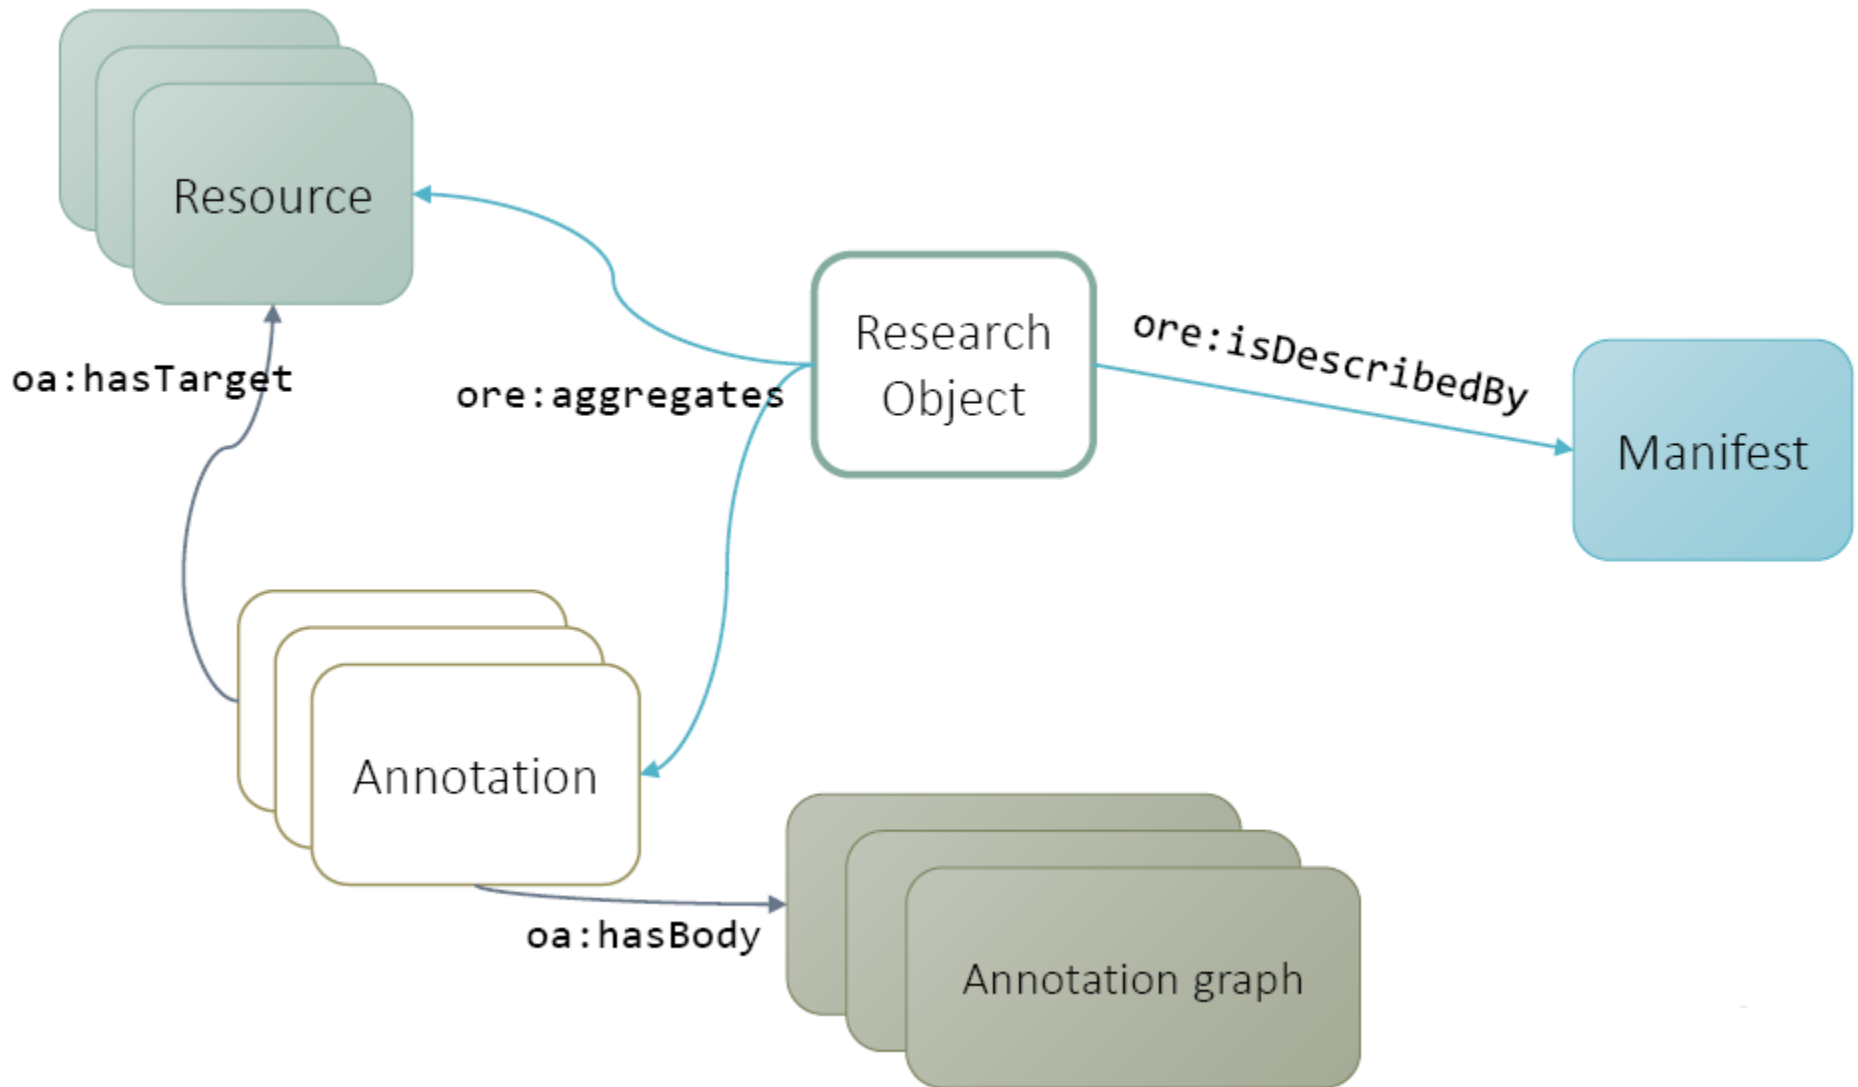 Resource
Research
Object
ore:isDescribedBy
Manifest
oa:hasTarget
ore:aggregates
Annotation
oa:hasBody
Annotation graph